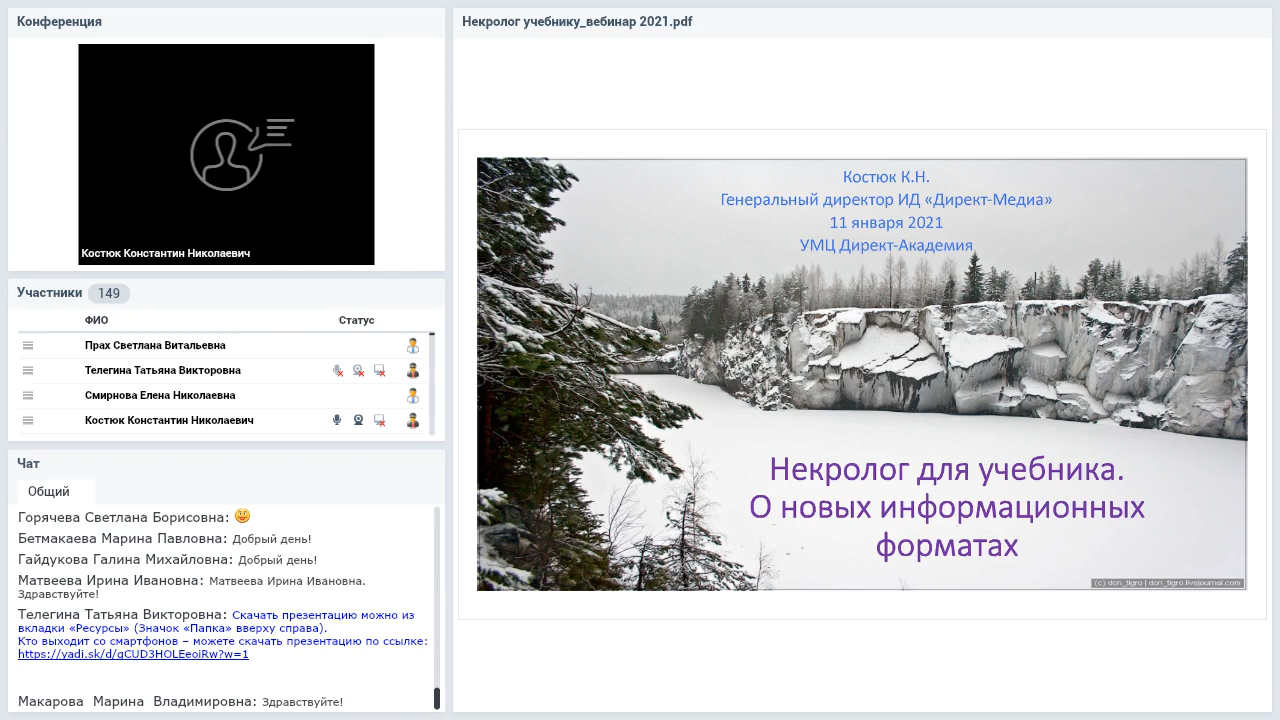 Конференция
Костюк Константин Николаевич
Участники 149
ФИО Статус
Прах Светлана Витальевна
Телегина Татьяна Викторовна
Смирнова Елена Николаевна
Костюк Константин Николаевич
Чат
Общий
Горячева Светлана Борисовна:
Бетмакаева Марина Павловна: Добрый день!
Гайдукова Галина Михайловна: Добрый день!
Матвеева Ирина Ивановна: Матвеева Ирина Ивановна.
Здравствуйте!
Телегина Татьяна Викторовна: Скачать презентацию можно из
вкладки «Ресурсы» (Значок «Папка» вверху справа).
Кто выходит со смартфонов – можете скачать презентацию по ссылке:
https://yadi.sk/d/gCUD3HOLEeoiRw?w=1
Макарова Марина Владимировна: Здравствуйте!
Некролог учебнику_вебинар 2021.pdf
Костюк К.Н.
Генеральный директор ИД «Директ-Медиа»
11 января 2021
УМЦ Директ-Академия
Некролог для учебника.
О новых информационных
форматах
(c) don_tigro | don_tigro.livejournal.com